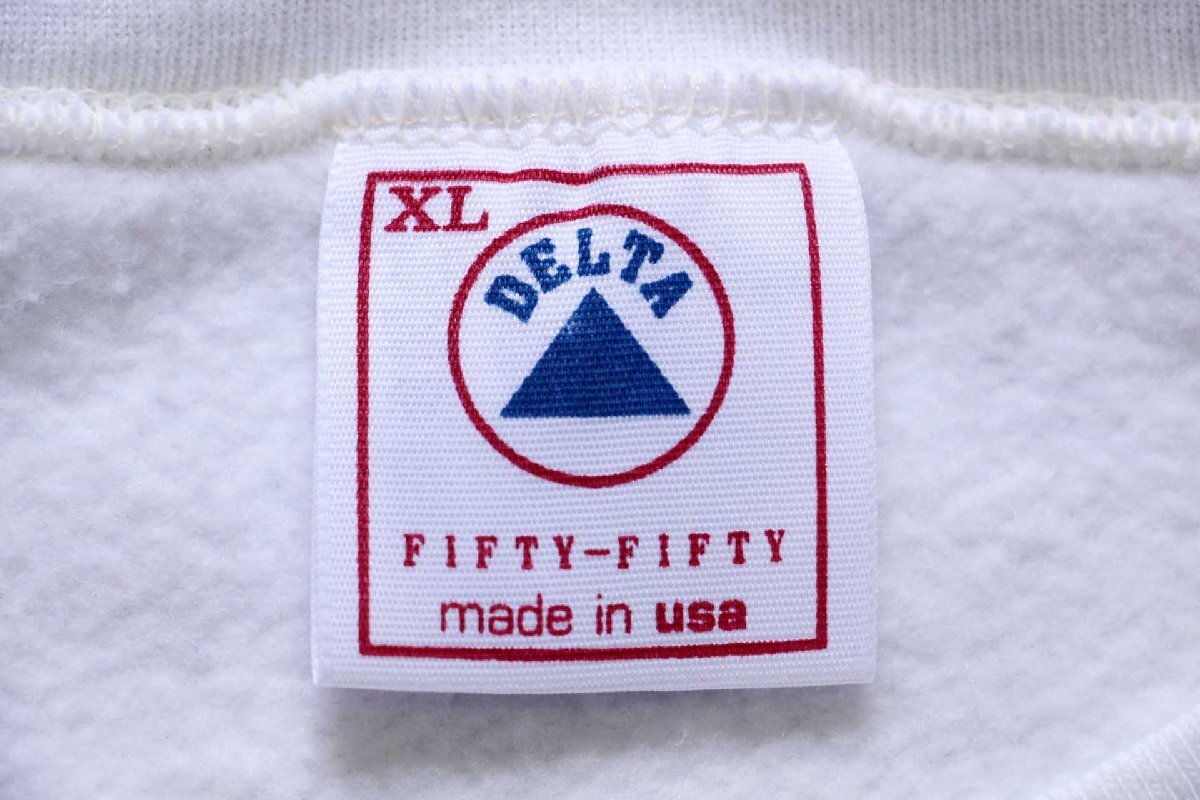 XL
DELTA
FIFTY-FIFTY
made in usa